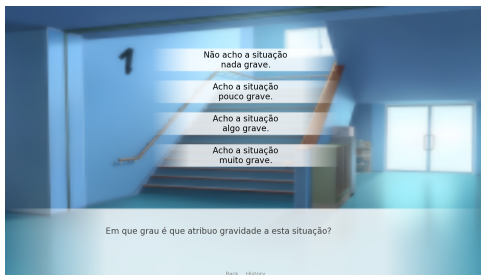 1
Não acho a situação
nada grave.
Acho a situação
pouco grave.
Acho a situação
algo grave.
Acho a situação
muito grave.
Em que grau é que atribuo gravidade a esta situação?
Back History